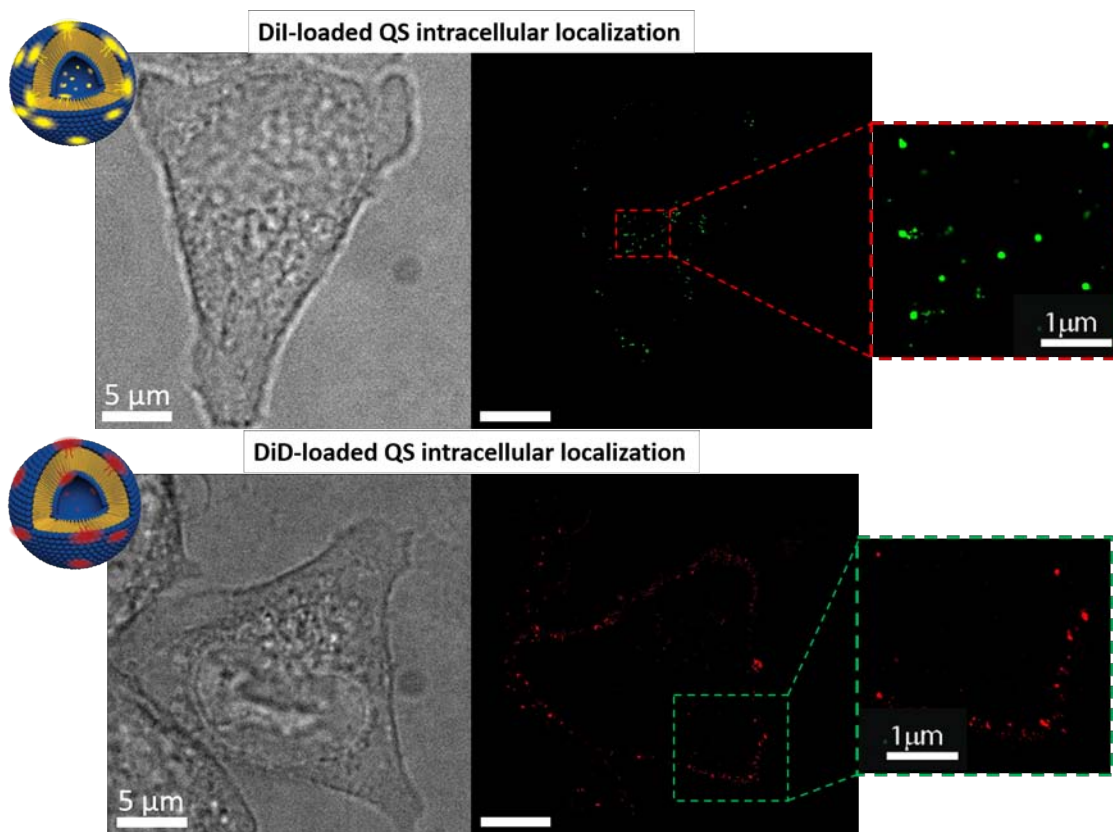 DiI-loaded QS intracellular localization
5 μm
1μm
DiD-loaded QS intracellular localization
5 μm
1μm